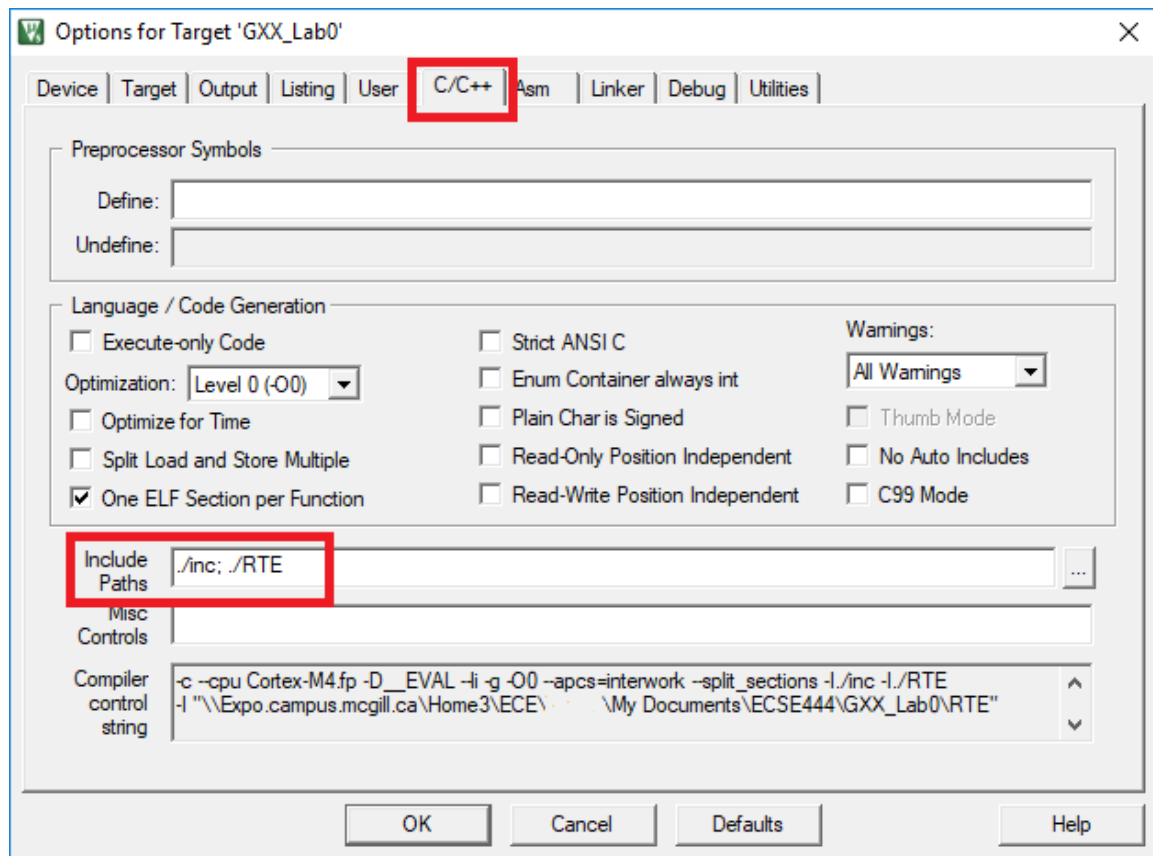 Options for Target 'GXX_Lab0'
Device Target Output Listing User C/C++ Asm Linker Debug Utilities
Preprocessor Symbols
Define:
Undefine:
Language / Code Generation
Execute-only Code
Strict ANSI C
Warnings:
Optimization: Level 0 (-O0)
Enum Container always int
All Warnings
Optimize for Time
Plain Char is Signed
Thumb Mode
Split Load and Store Multiple
Read-Only Position Independent
No Auto Includes
One ELF Section per Function
Read-Write Position Independent
C99 Mode
Include
Paths
./inc; ./RTE
...
Misc
Controls
Compiler
control
string
-c --cpu Cortex-M4.fp -D__EVAL --li -g -O0 --apcs=interwork --split_sections -I./inc -I./RTE
-I "\\Expo.campus.mcgill.ca\Home3\ECE\ \My Documents\ECSE444\GXX_Lab0\RTE"
OK Cancel Defaults Help